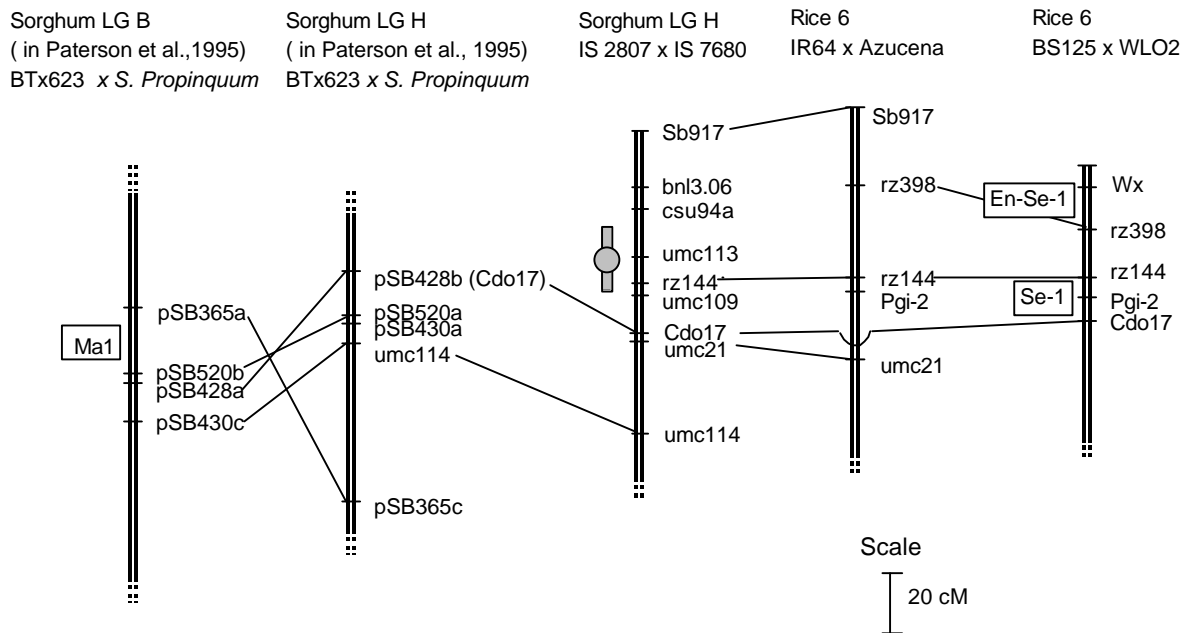 Sorghum LG B
( in Paterson et al.,1995)
BTx623 x S. Propinquum
Sorghum LG H
( in Paterson et al., 1995)
BTx623 x S. Propinquum
Sorghum LG H
IS 2807 x IS 7680
Rice 6
IR64 x Azucena
Rice 6
BS125 x WLO2
pSB365a
Ma1
pSB520b
pSB428a
pSB430c
pSB428b (Cdo17)
pSB520a
pSB430a
umc114
pSB365c
Sb917
bnl3.06
csu94a
umc113
rz144
umc109
Cdo17
umc21
umc114
Sb917
rz398
rz144
Pgi-2
umc21
Wx
En-Se-1
rz398
rz144
Se-1
Pgi-2
Cdo17
Scale
20 cM